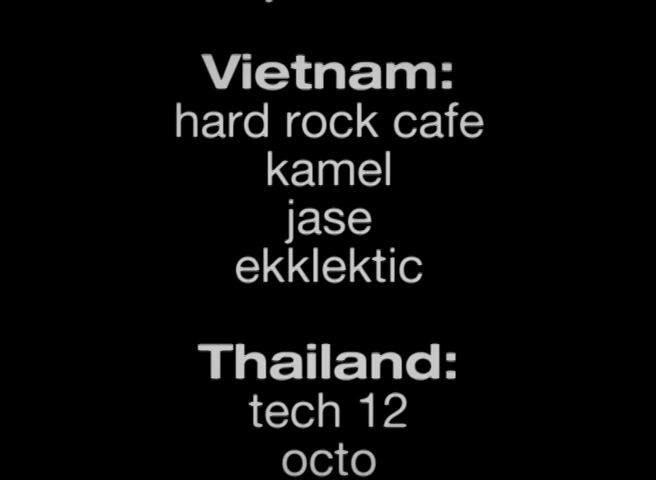 Vietnam:
hard rock cafe
kamel
jase
ekklektic
Thailand:
tech 12
octo